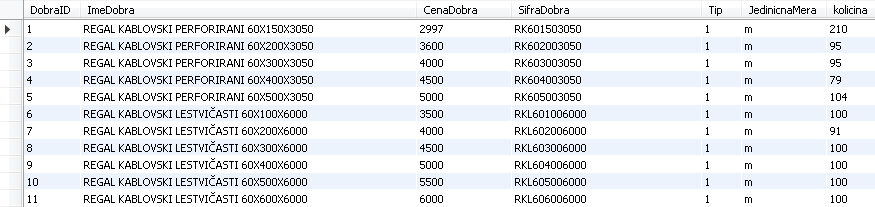 DobraID ImeDobra CenaDobra SifraDobra Tip JedinicnaMera kolicina
1 REGAL KABLOVSKI PERFORIRANI 60X150X3050 2997 RK601503050 1 m 210
2 REGAL KABLOVSKI PERFORIRANI 60X200X3050 3600 RK602003050 1 m 95
3 REGAL KABLOVSKI PERFORIRANI 60X300X3050 4000 RK603003050 1 m 95
4 REGAL KABLOVSKI PERFORIRANI 60X400X3050 4500 RK604003050 1 m 79
5 REGAL KABLOVSKI PERFORIRANI 60X500X3050 5000 RK605003050 1 m 104
6 REGAL KABLOVSKI LESTVIČASTI 60X100X6000 3500 RKL601006000 1 m 100
7 REGAL KABLOVSKI LESTVIČASTI 60X200X6000 4000 RKL602006000 1 m 91
8 REGAL KABLOVSKI LESTVIČASTI 60X300X6000 4500 RKL603006000 1 m 100
9 REGAL KABLOVSKI LESTVIČASTI 60X400X6000 5000 RKL604006000 1 m 100
10 REGAL KABLOVSKI LESTVIČASTI 60X500X6000 5500 RKL605006000 1 m 100
11 REGAL KABLOVSKI LESTVIČASTI 60X600X6000 6000 RKL606006000 1 m 100